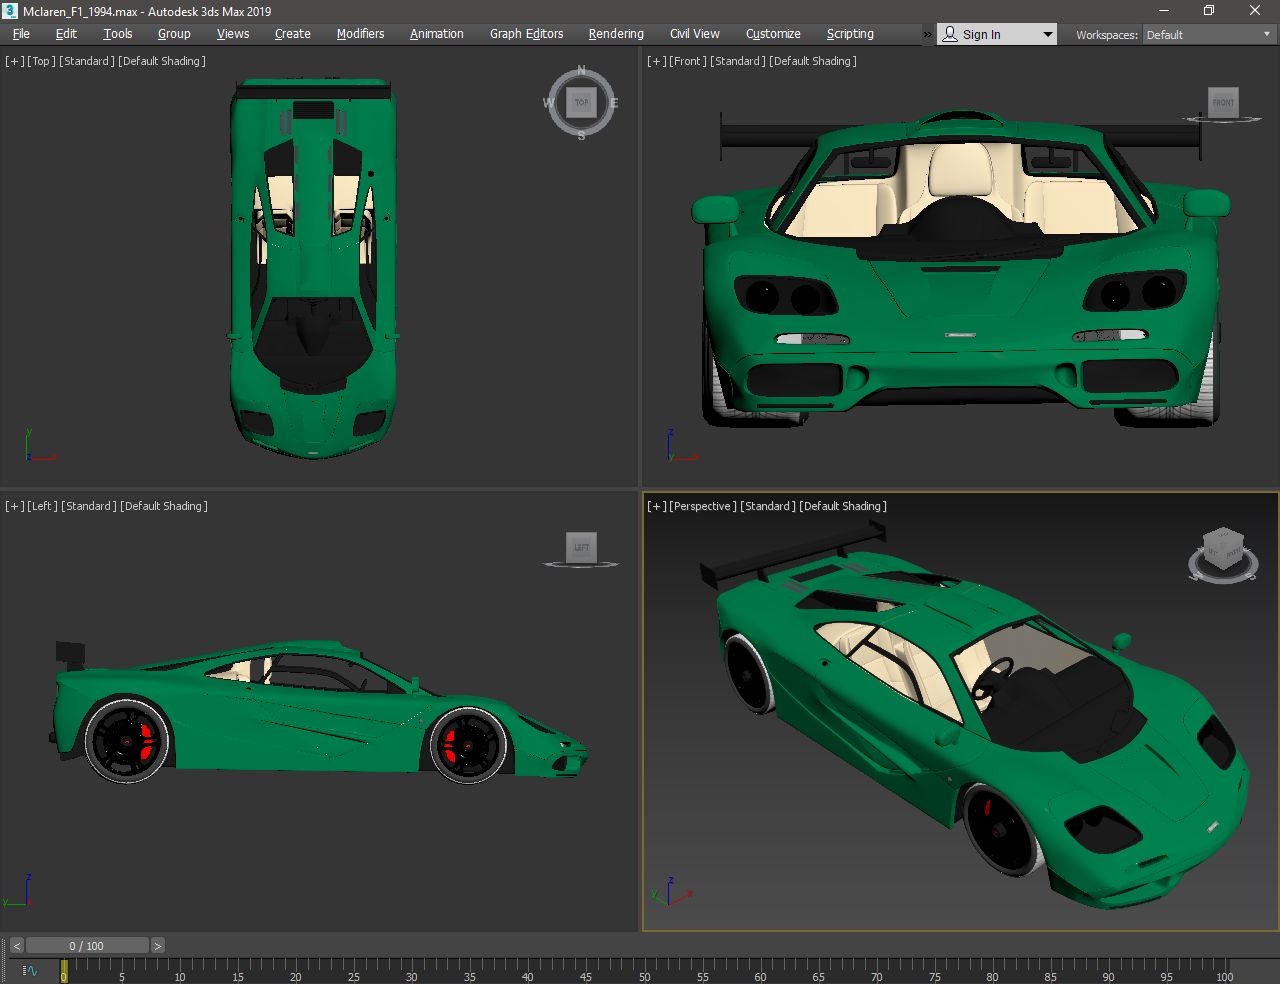 Mclaren_F1_1994.max - Autodesk 3ds Max 2019
File Edit Tools Group Views Create Modifiers Animation Graph Editors Rendering Civil View Customize Scripting » Sign In Workspaces: Default
[+] [Top] [Standard] [Default Shading]
N
W TOP E
S
y
z x
[+] [Front] [Standard] [Default Shading]
FRONT
z
y x
[+] [Left] [Standard] [Default Shading]
LEFT
z
y
[+] [Perspective] [Standard] [Default Shading]
W S
z
y x
< 0 / 100 >
0 5 10 15 20 25 30 35 40 45 50 55 60 65 70 75 80 85 90 95 100